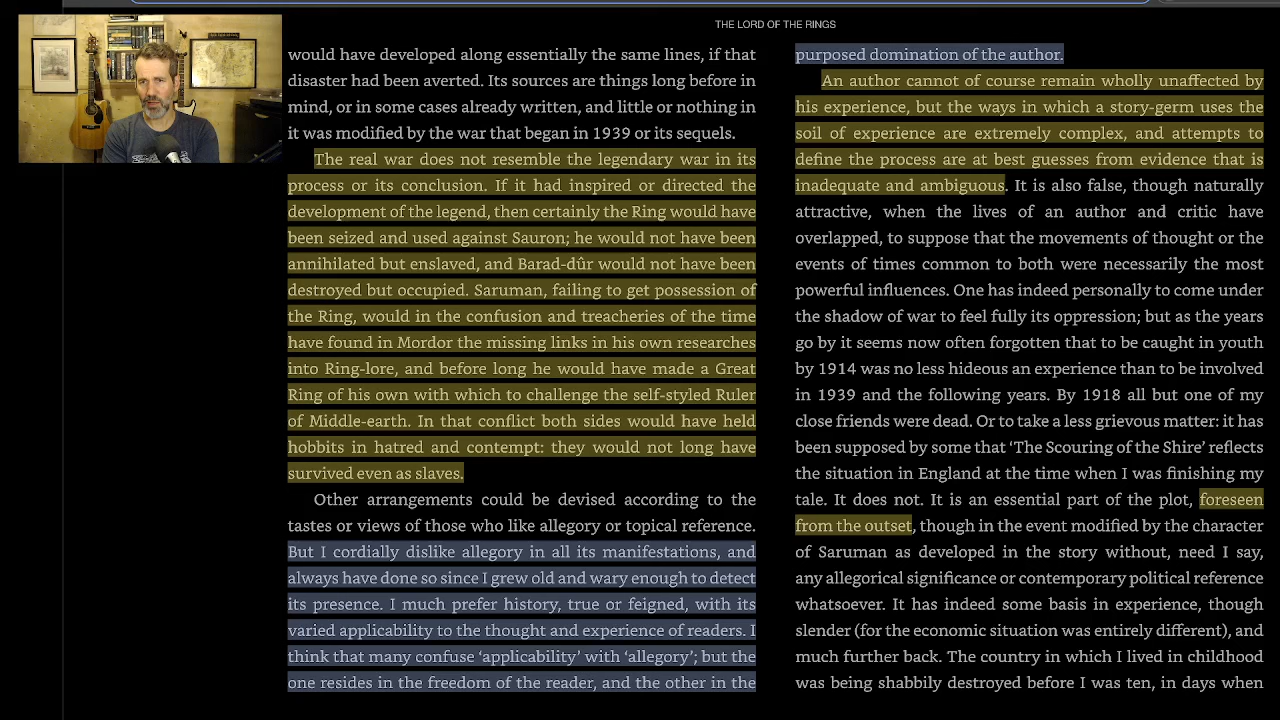 THE LORD OF THE RINGS
would have developed along essentially the same lines, if that
disaster had been averted. Its sources are things long before in
mind, or in some cases already written, and little or nothing in
it was modified by the war that began in 1939 or its sequels.
The real war does not resemble the legendary war in its
process or its conclusion. If it had inspired or directed the
development of the legend, then certainly the Ring would have
been seized and used against Sauron; he would not have been
annihilated but enslaved, and Barad-dûr would not have been
destroyed but occupied. Saruman, failing to get possession of
the Ring, would in the confusion and treacheries of the time
have found in Mordor the missing links in his own researches
into Ring-lore, and before long he would have made a Great
Ring of his own with which to challenge the self-styled Ruler
of Middle-earth. In that conflict both sides would have held
hobbits in hatred and contempt: they would not long have
survived even as slaves.
Other arrangements could be devised according to the
tastes or views of those who like allegory or topical reference.
But I cordially dislike allegory in all its manifestations, and
always have done so since I grew old and wary enough to detect
its presence. I much prefer history, true or feigned, with its
varied applicability to the thought and experience of readers. I
think that many confuse ‘applicability’ with ‘allegory’; but the
one resides in the freedom of the reader, and the other in the
purposed domination of the author.
An author cannot of course remain wholly unaffected by
his experience, but the ways in which a story-germ uses the
soil of experience are extremely complex, and attempts to
define the process are at best guesses from evidence that is
inadequate and ambiguous. It is also false, though naturally
attractive, when the lives of an author and critic have
overlapped, to suppose that the movements of thought or the
events of times common to both were necessarily the most
powerful influences. One has indeed personally to come under
the shadow of war to feel fully its oppression; but as the years
go by it seems now often forgotten that to be caught in youth
by 1914 was no less hideous an experience than to be involved
in 1939 and the following years. By 1918 all but one of my
close friends were dead. Or to take a less grievous matter: it has
been supposed by some that ‘The Scouring of the Shire’ reflects
the situation in England at the time when I was finishing my
tale. It does not. It is an essential part of the plot, foreseen
from the outset, though in the event modified by the character
of Saruman as developed in the story without, need I say,
any allegorical significance or contemporary political reference
whatsoever. It has indeed some basis in experience, though
slender (for the economic situation was entirely different), and
much further back. The country in which I lived in childhood
was being shabbily destroyed before I was ten, in days when